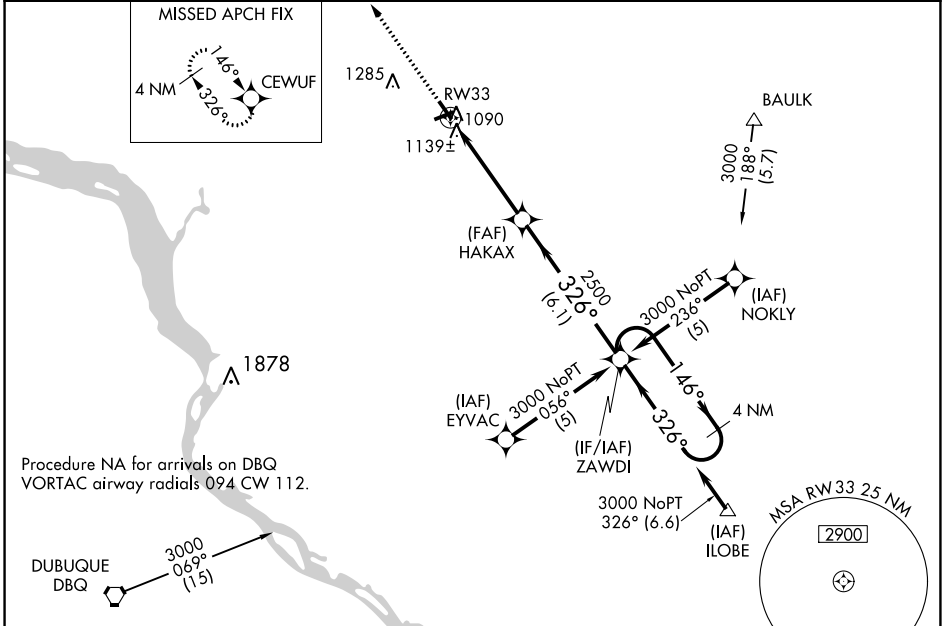 MISSED APCH FIX
146°
CEWUF
4 NM
326°
1285
RW33
1090
1139±
BAULK
3000
188°
(5.7)
(FAF)
HAKAX
2500
326°
(6.1)
3000 NoPT
236°
(5)
(IAF)
NOKLY
1878
(IAF)
EYVAC
3000 NoPT
056°
(5)
146°
4 NM
326°
(IF/IAF)
ZAWDI
Procedure NA for arrivals on DBQ
VORTAC airway radials 094 CW 112.
3000 NoPT
326° (6.6)
(IAF)
ILOBE
MSA RW 33 25 NM
2900
DUBUQUE
DBQ
3000
069°
(15)